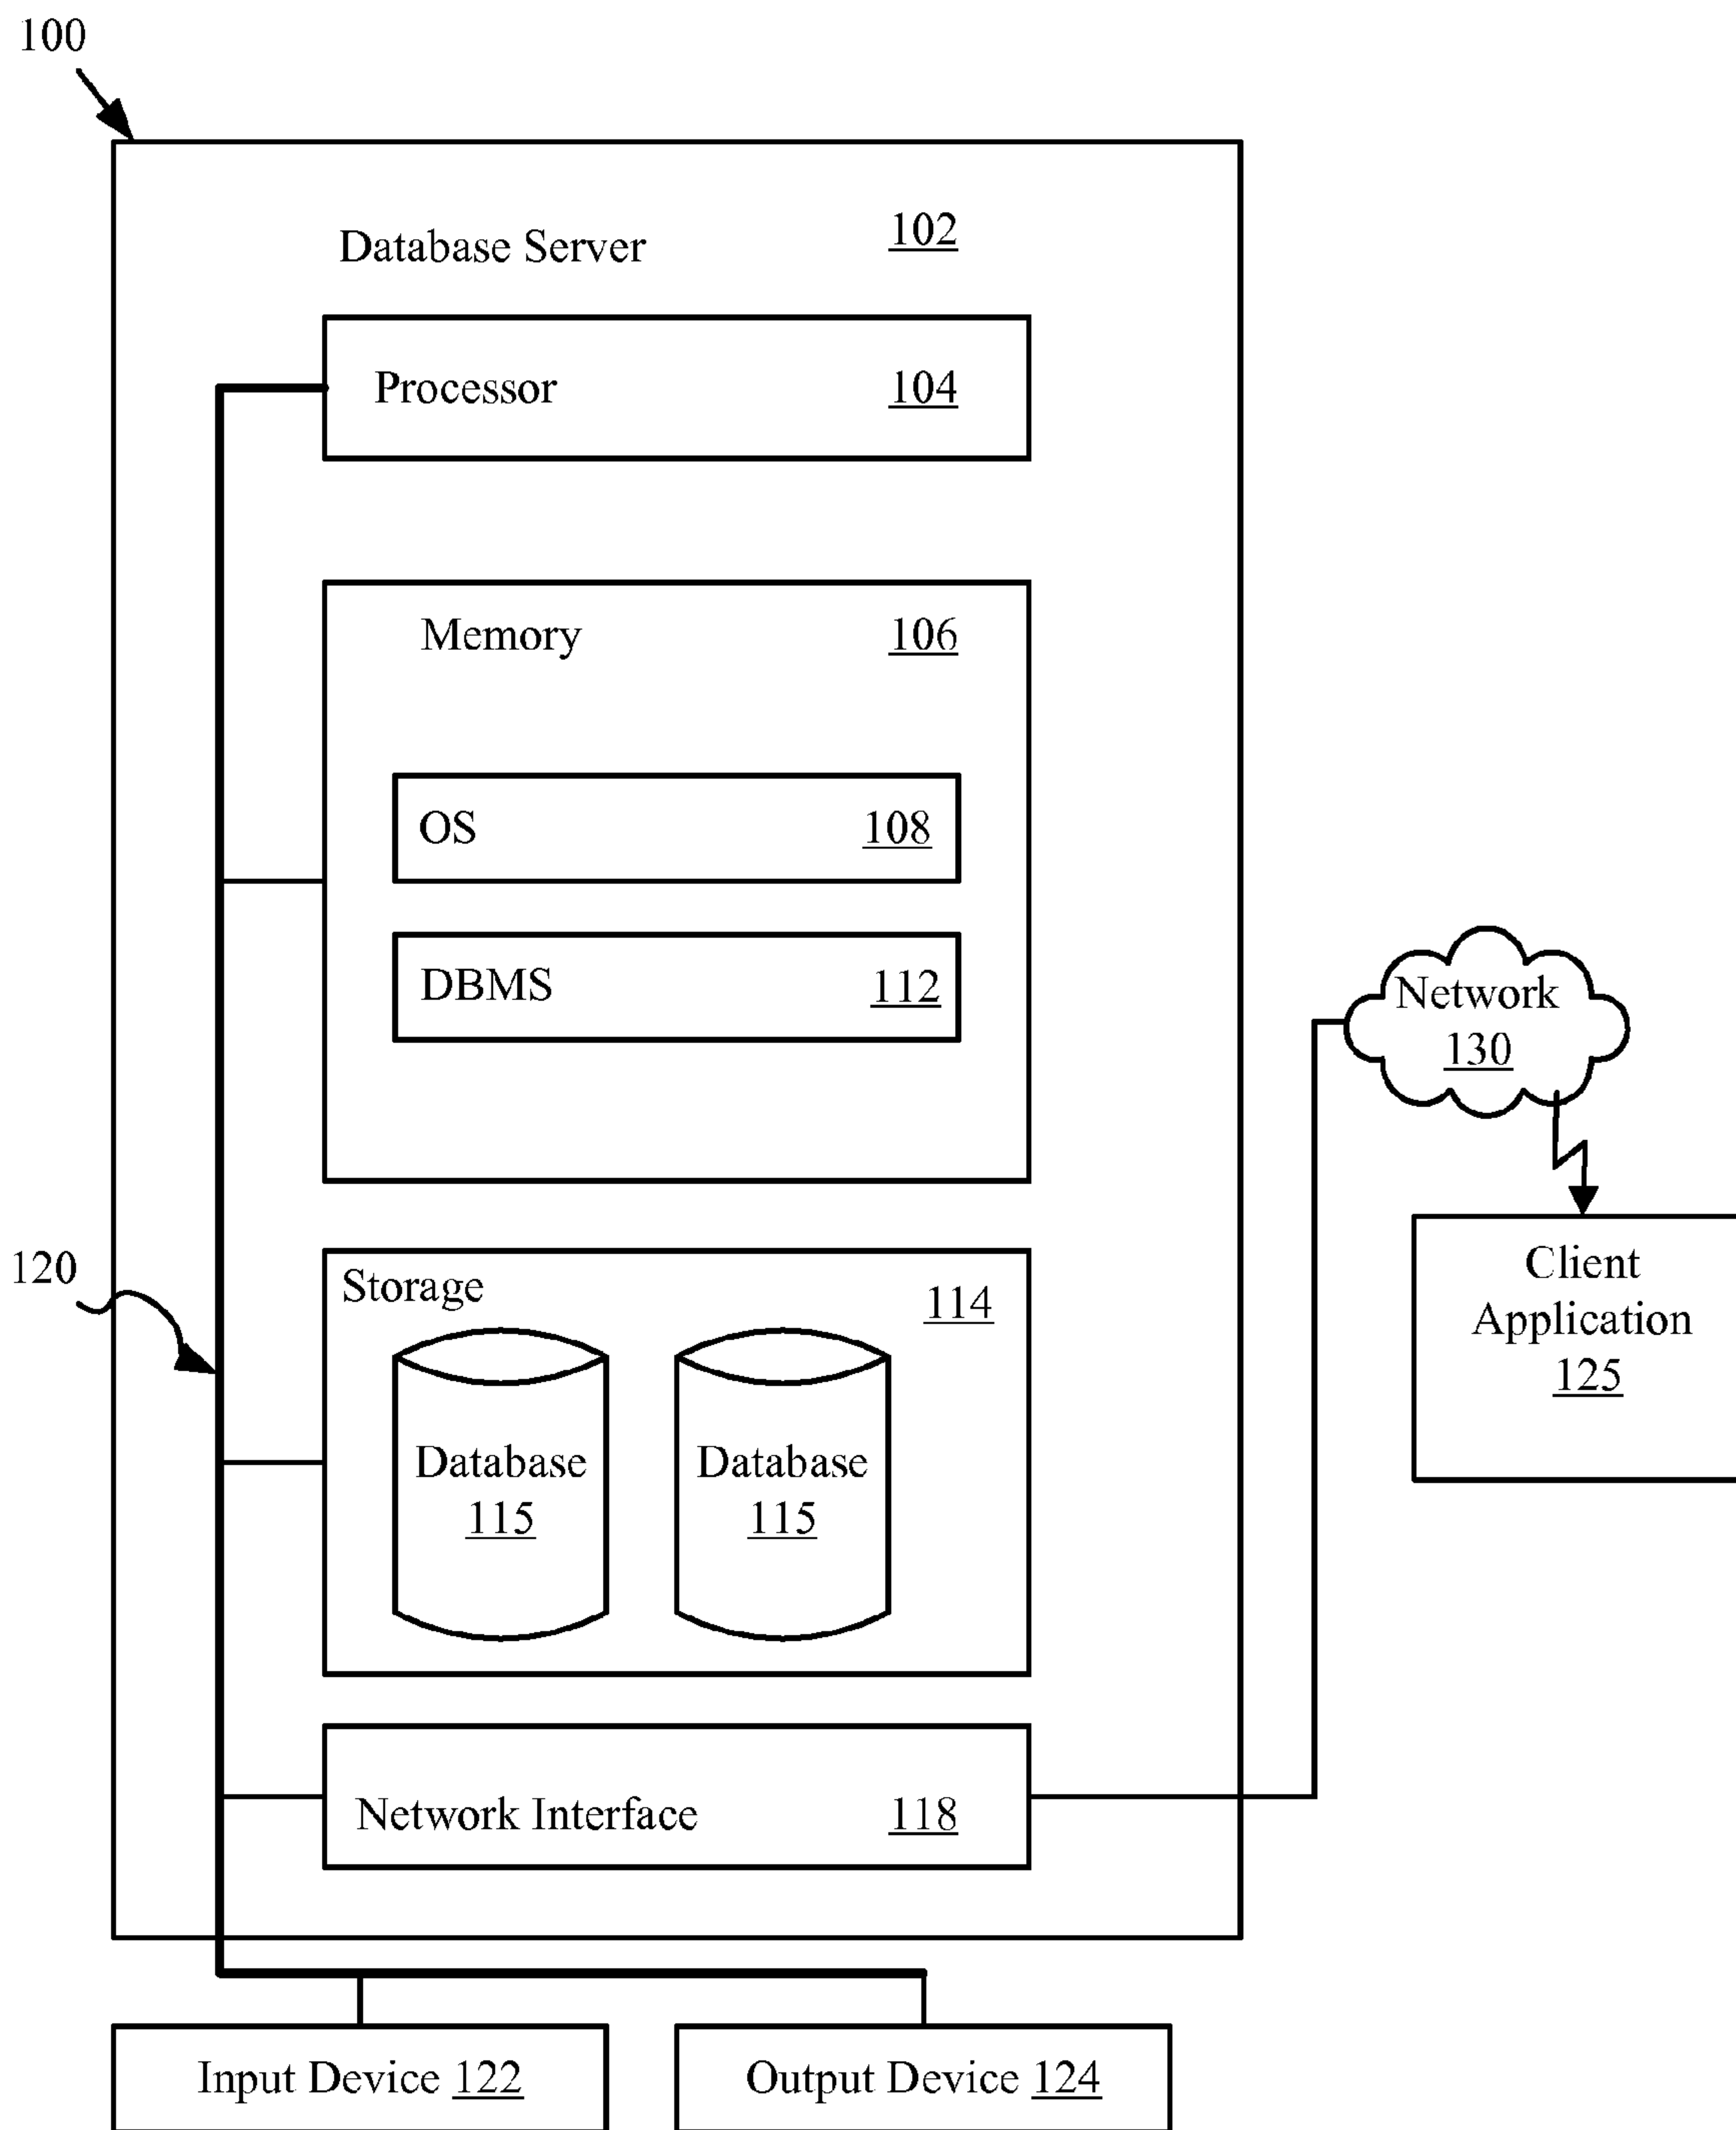 100
Database Server 102
Processor 104
Memory 106
OS 108
DBMS 112
Network
130
120
Storage 114
Client
Application
125
Database
115
Database
115
Network Interface 118
Input Device 122
Output Device 124